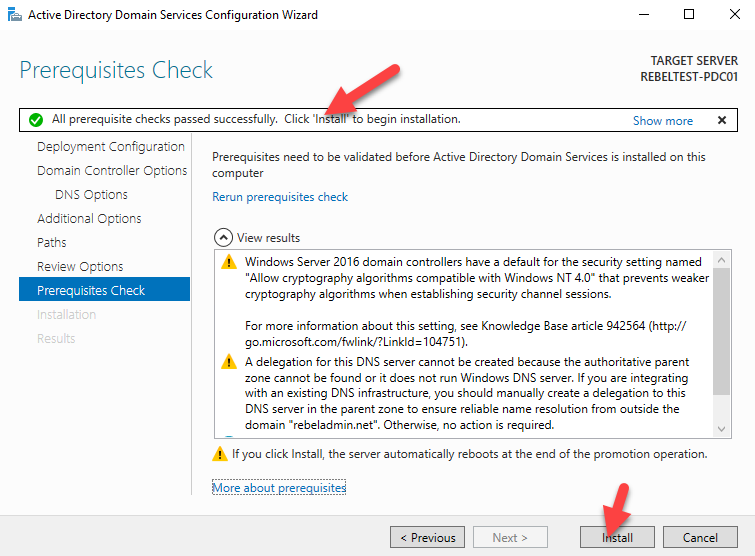 Active Directory Domain Services Configuration Wizard
Prerequisites Check
TARGET SERVER
REBELTEST-PDC01
All prerequisite checks passed successfully. Click 'Install' to begin installation.
Show more
Deployment Configuration
Domain Controller Options
DNS Options
Additional Options
Paths
Review Options
Prerequisites Check
Installation
Results
Prerequisites need to be validated before Active Directory Domain Services is installed on this
computer
Rerun prerequisites check
View results
Windows Server 2016 domain controllers have a default for the security setting named
"Allow cryptography algorithms compatible with Windows NT 4.0" that prevents weaker
cryptography algorithms when establishing security channel sessions.
For more information about this setting, see Knowledge Base article 942564 (http://
go.microsoft.com/fwlink/?LinkId=104751).
A delegation for this DNS server cannot be created because the authoritative parent
zone cannot be found or it does not run Windows DNS server. If you are integrating
with an existing DNS infrastructure, you should manually create a delegation to this
DNS server in the parent zone to ensure reliable name resolution from outside the
domain "rebeladmin.net". Otherwise, no action is required.
If you click Install, the server automatically reboots at the end of the promotion operation.
More about prerequisites
< Previous
Next >
Install
Cancel